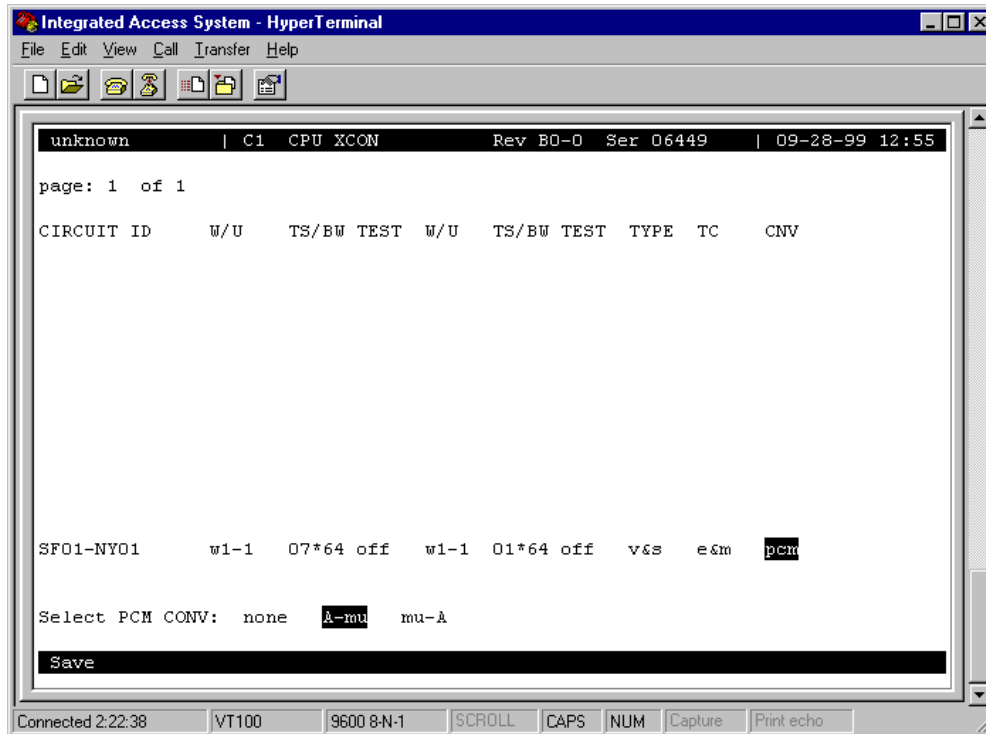 Integrated Access System - HyperTerminal
File Edit View Call Transfer Help
unknown | C1 CPU XCON Rev B0-0 Ser 06449 | 09-28-99 12:55
page: 1 of 1
CIRCUIT ID W/U TS/BW TEST W/U TS/BW TEST TYPE TC CNV
SF01-NY01 w1-1 07*64 off w1-1 01*64 off v&s e&m pcm
Select PCM CONV: none A-mu mu-A
Save
Connected 2:22:38 VT100 9600 8-N-1 SCROLL CAPS NUM Capture Print echo